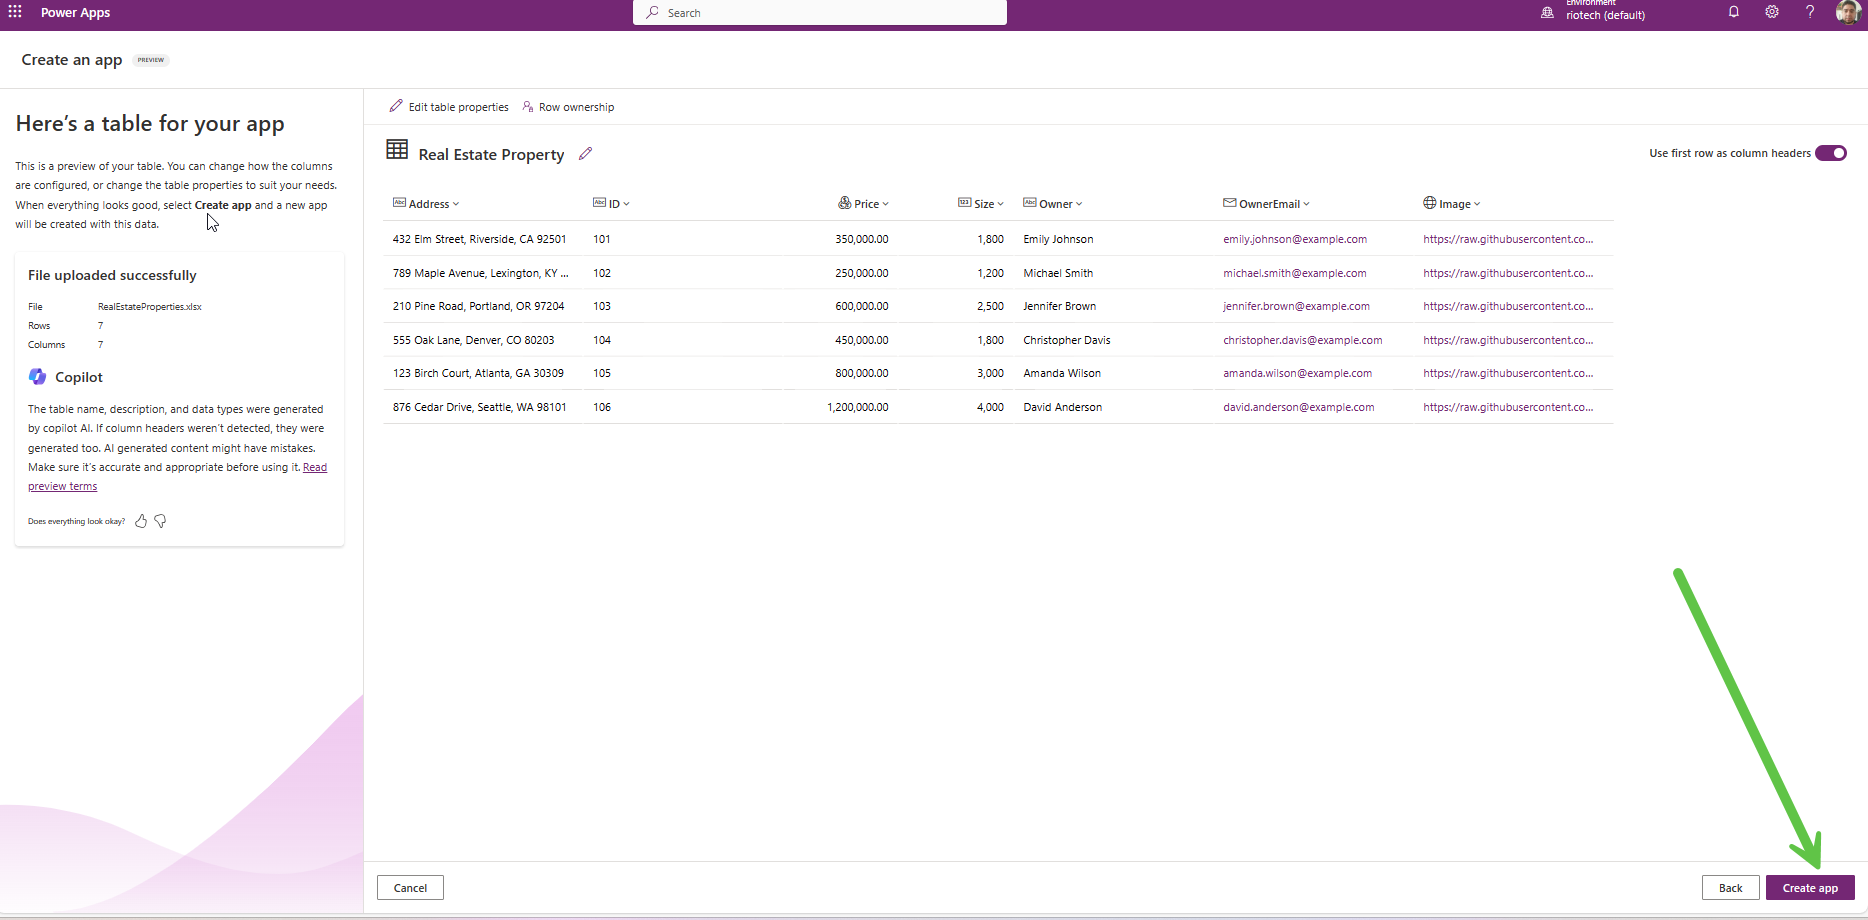 Power Apps
Search
Environment
riotech (default)
Create an app PREVIEW
Here's a table for your app
This is a preview of your table. You can change how the columns
are configured, or change the table properties to suit your needs.
When everything looks good, select Create app and a new app
will be created with this data.
File uploaded successfully
File RealEstateProperties.xlsx
Rows 7
Columns 7
Copilot
The table name, description, and data types were generated
by copilot AI. If column headers weren't detected, they were
generated too. AI generated content might have mistakes.
Make sure it's accurate and appropriate before using it. Read
preview terms
Does everything look okay?
Edit table properties Row ownership
Real Estate Property
Use first row as column headers
Abc Address Abc ID Price 123 Size Abc Owner OwnerEmail Image
432 Elm Street, Riverside, CA 92501 101 350,000.00 1,800 Emily Johnson emily.johnson@example.com https://raw.githubusercontent.co...
789 Maple Avenue, Lexington, KY ... 102 250,000.00 1,200 Michael Smith michael.smith@example.com https://raw.githubusercontent.co...
210 Pine Road, Portland, OR 97204 103 600,000.00 2,500 Jennifer Brown jennifer.brown@example.com https://raw.githubusercontent.co...
555 Oak Lane, Denver, CO 80203 104 450,000.00 1,800 Christopher Davis christopher.davis@example.com https://raw.githubusercontent.co...
123 Birch Court, Atlanta, GA 30309 105 800,000.00 3,000 Amanda Wilson amanda.wilson@example.com https://raw.githubusercontent.co...
876 Cedar Drive, Seattle, WA 98101 106 1,200,000.00 4,000 David Anderson david.anderson@example.com https://raw.githubusercontent.co...
Cancel
Back
Create app